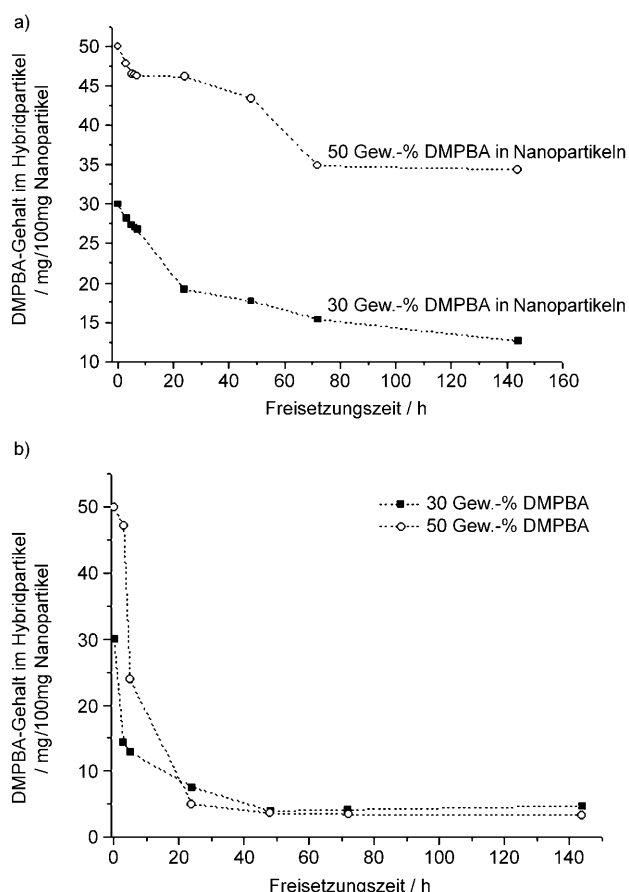 a)
DMPBA-Gehalt im Hybridpartikel
/ mg/100mg Nanopartikel
50
45
40
35
30
25
20
15
10
50 Gew.-% DMPBA in Nanopartikeln
30 Gew.-% DMPBA in Nanopartikeln
0 20 40 60 80 100 120 140 160
Freisetzungszeit / h
b)
DMPBA-Gehalt im Hybridpartikel
/ mg/100mg Nanopartikel
50
40
30
20
10
0
30 Gew.-% DMPBA
50 Gew.-% DMPBA
0 20 40 60 80 100 120 140
Freisetzungszeit / h